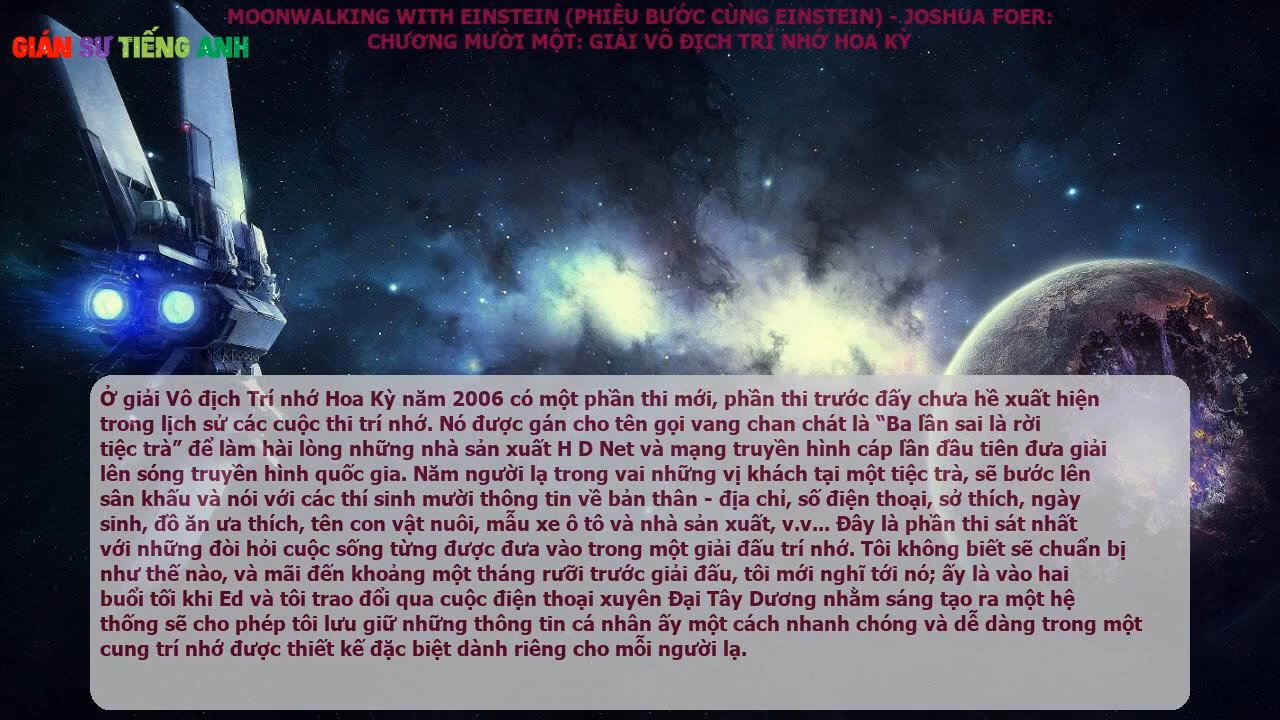 MOONWALKING WITH EINSTEIN (PHIÊU BƯỚC CÙNG EINSTEIN) - JOSHUA FOER:
CHƯƠNG MƯỜI MỘT: GIẢI VÔ ĐỊCH TRÍ NHỚ HOA KỲ
GIÁN SƯ TIẾNG ANH
Ở giải Vô địch Trí nhớ Hoa Kỳ năm 2006 có một phần thi mới, phần thi trước đấy chưa hề xuất hiện
trong lịch sử các cuộc thi trí nhớ. Nó được gán cho tên gọi vang chan chát là “Ba lần sai là rời
tiệc trà” để làm hài lòng những nhà sản xuất H D Net và mạng truyền hình cáp lần đầu tiên đưa giải
lên sóng truyền hình quốc gia. Năm người lạ trong vai những vị khách tại một tiệc trà, sẽ bước lên
sân khấu và nói với các thí sinh mười thông tin về bản thân - địa chỉ, số điện thoại, sở thích, ngày
sinh, đồ ăn ưa thích, tên con vật nuôi, mẫu xe ô tô và nhà sản xuất, v.v... Đây là phần thi sát nhất
với những đòi hỏi cuộc sống từng được đưa vào trong một giải đấu trí nhớ. Tôi không biết sẽ chuẩn bị
như thế nào, và mãi đến khoảng một tháng rưỡi trước giải đấu, tôi mới nghĩ tới nó; ấy là vào hai
buổi tối khi Ed và tôi trao đổi qua cuộc điện thoại xuyên Đại Tây Dương nhằm sáng tạo ra một hệ
thống sẽ cho phép tôi lưu giữ những thông tin cá nhân ấy một cách nhanh chóng và dễ dàng trong một
cung trí nhớ được thiết kế đặc biệt dành riêng cho mỗi người lạ.